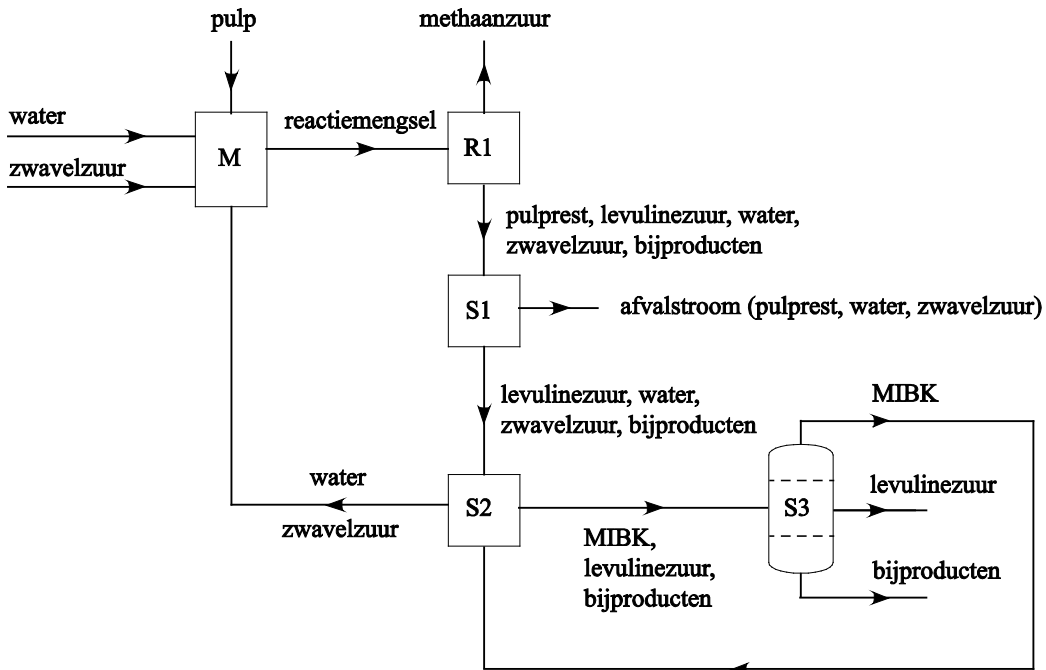 pulp
methaanzuur
water
reactiemengsel
M
R1
zwavelzuur
pulprest, levulinezuur, water,
zwavelzuur, bijproducten
S1
afvalstroom (pulprest, water, zwavelzuur)
levulinezuur, water,
zwavelzuur, bijproducten
MIBK
water
zwavelzuur
S2
S3
levulinezuur
MIBK,
levulinezuur,
bijproducten
bijproducten